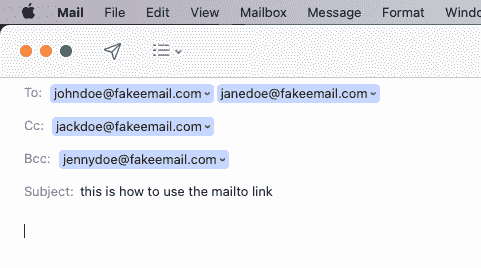 Mail File Edit View Mailbox Message Format
To: johndoe@fakeemail.com janedoe@fakeemail.com
Cc: jackdoe@fakeemail.com
Bcc: jennydoe@fakeemail.com
Subject: this is how to use the mailto link